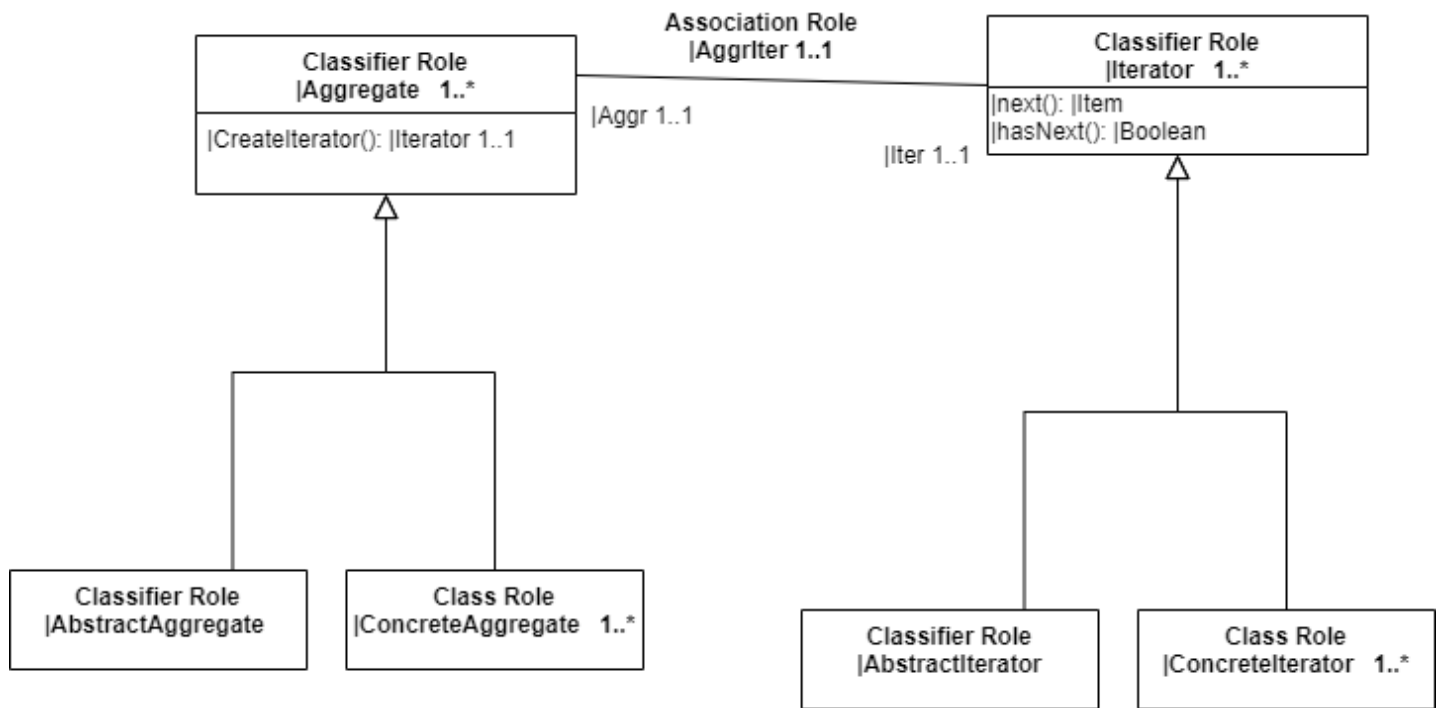 Association Role
|AggrIter 1..1
Classifier Role
|Aggregate 1..*
|CreateIterator(): |Iterator 1..1
|Aggr 1..1
|Iter 1..1
Classifier Role
|Iterator 1..*
|next(): |Item
|hasNext(): |Boolean
Classifier Role
|AbstractAggregate
Class Role
|ConcreteAggregate 1..*
Classifier Role
|AbstractIterator
Class Role
|ConcreteIterator 1..*